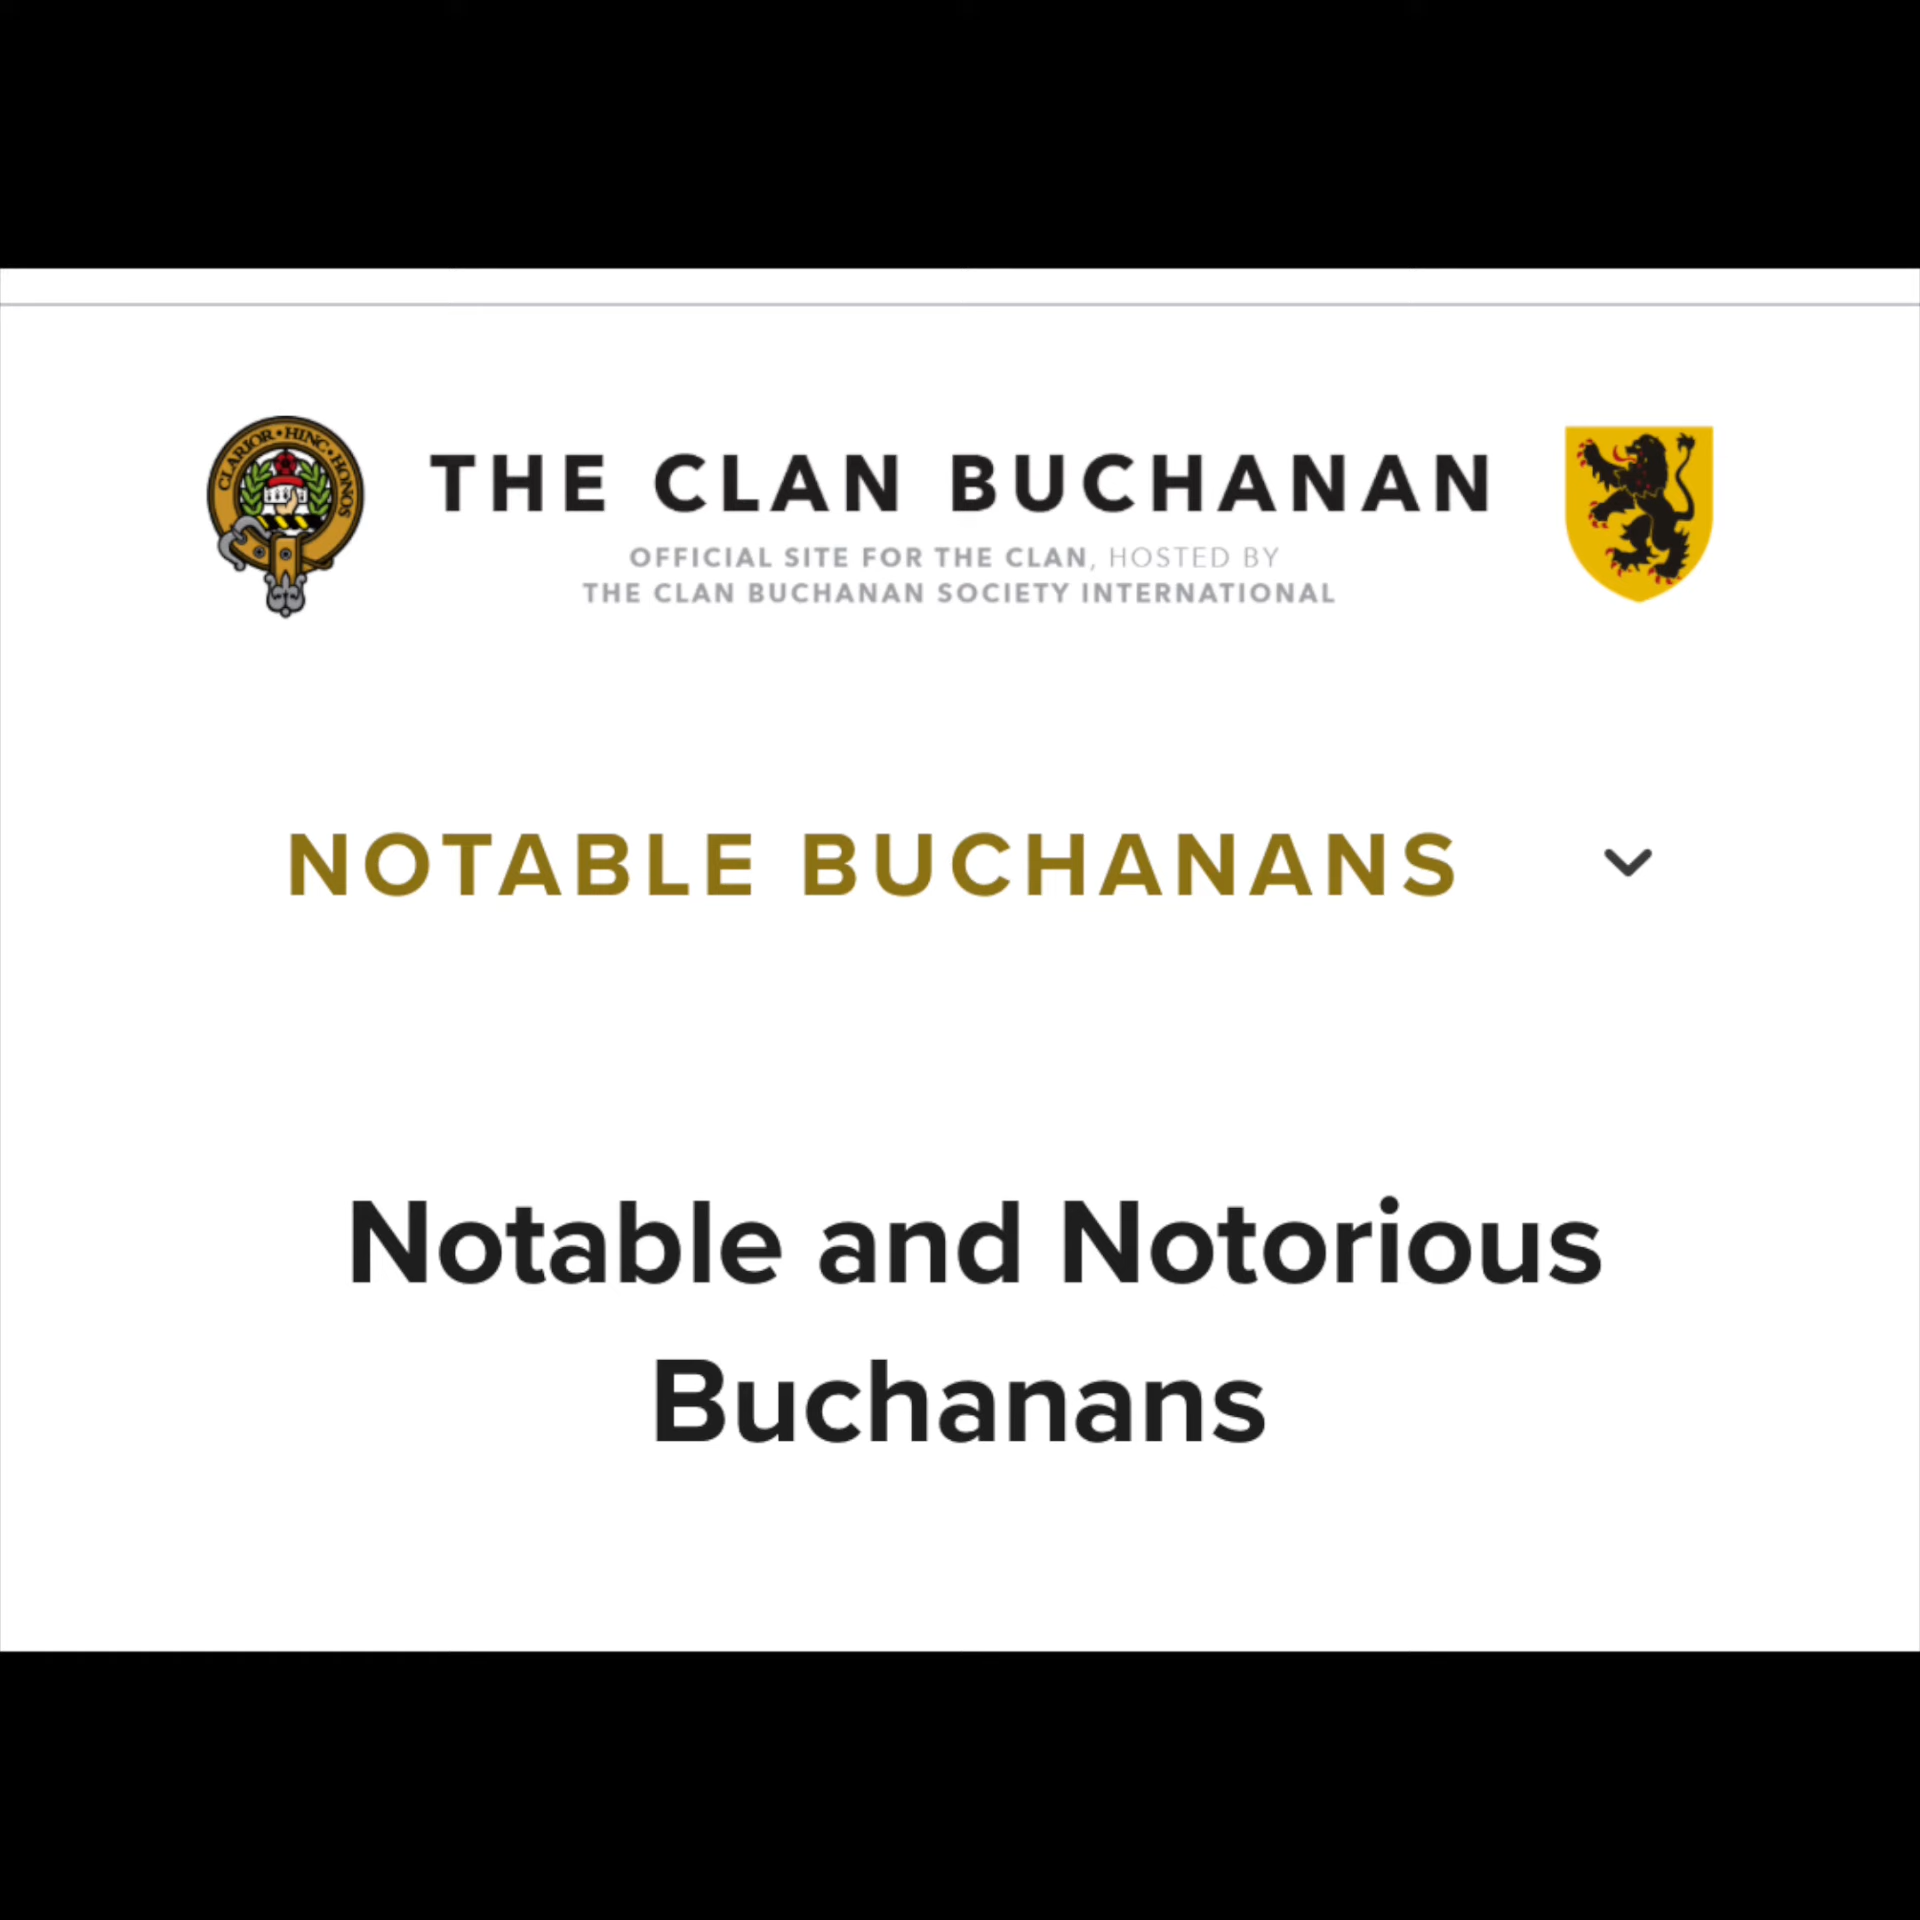 CLARIOR • HINC • HONOS
THE CLAN BUCHANAN
OFFICIAL SITE FOR THE CLAN, HOSTED BY
THE CLAN BUCHANAN SOCIETY INTERNATIONAL
NOTABLE BUCHANANS
Notable and Notorious
Buchanans